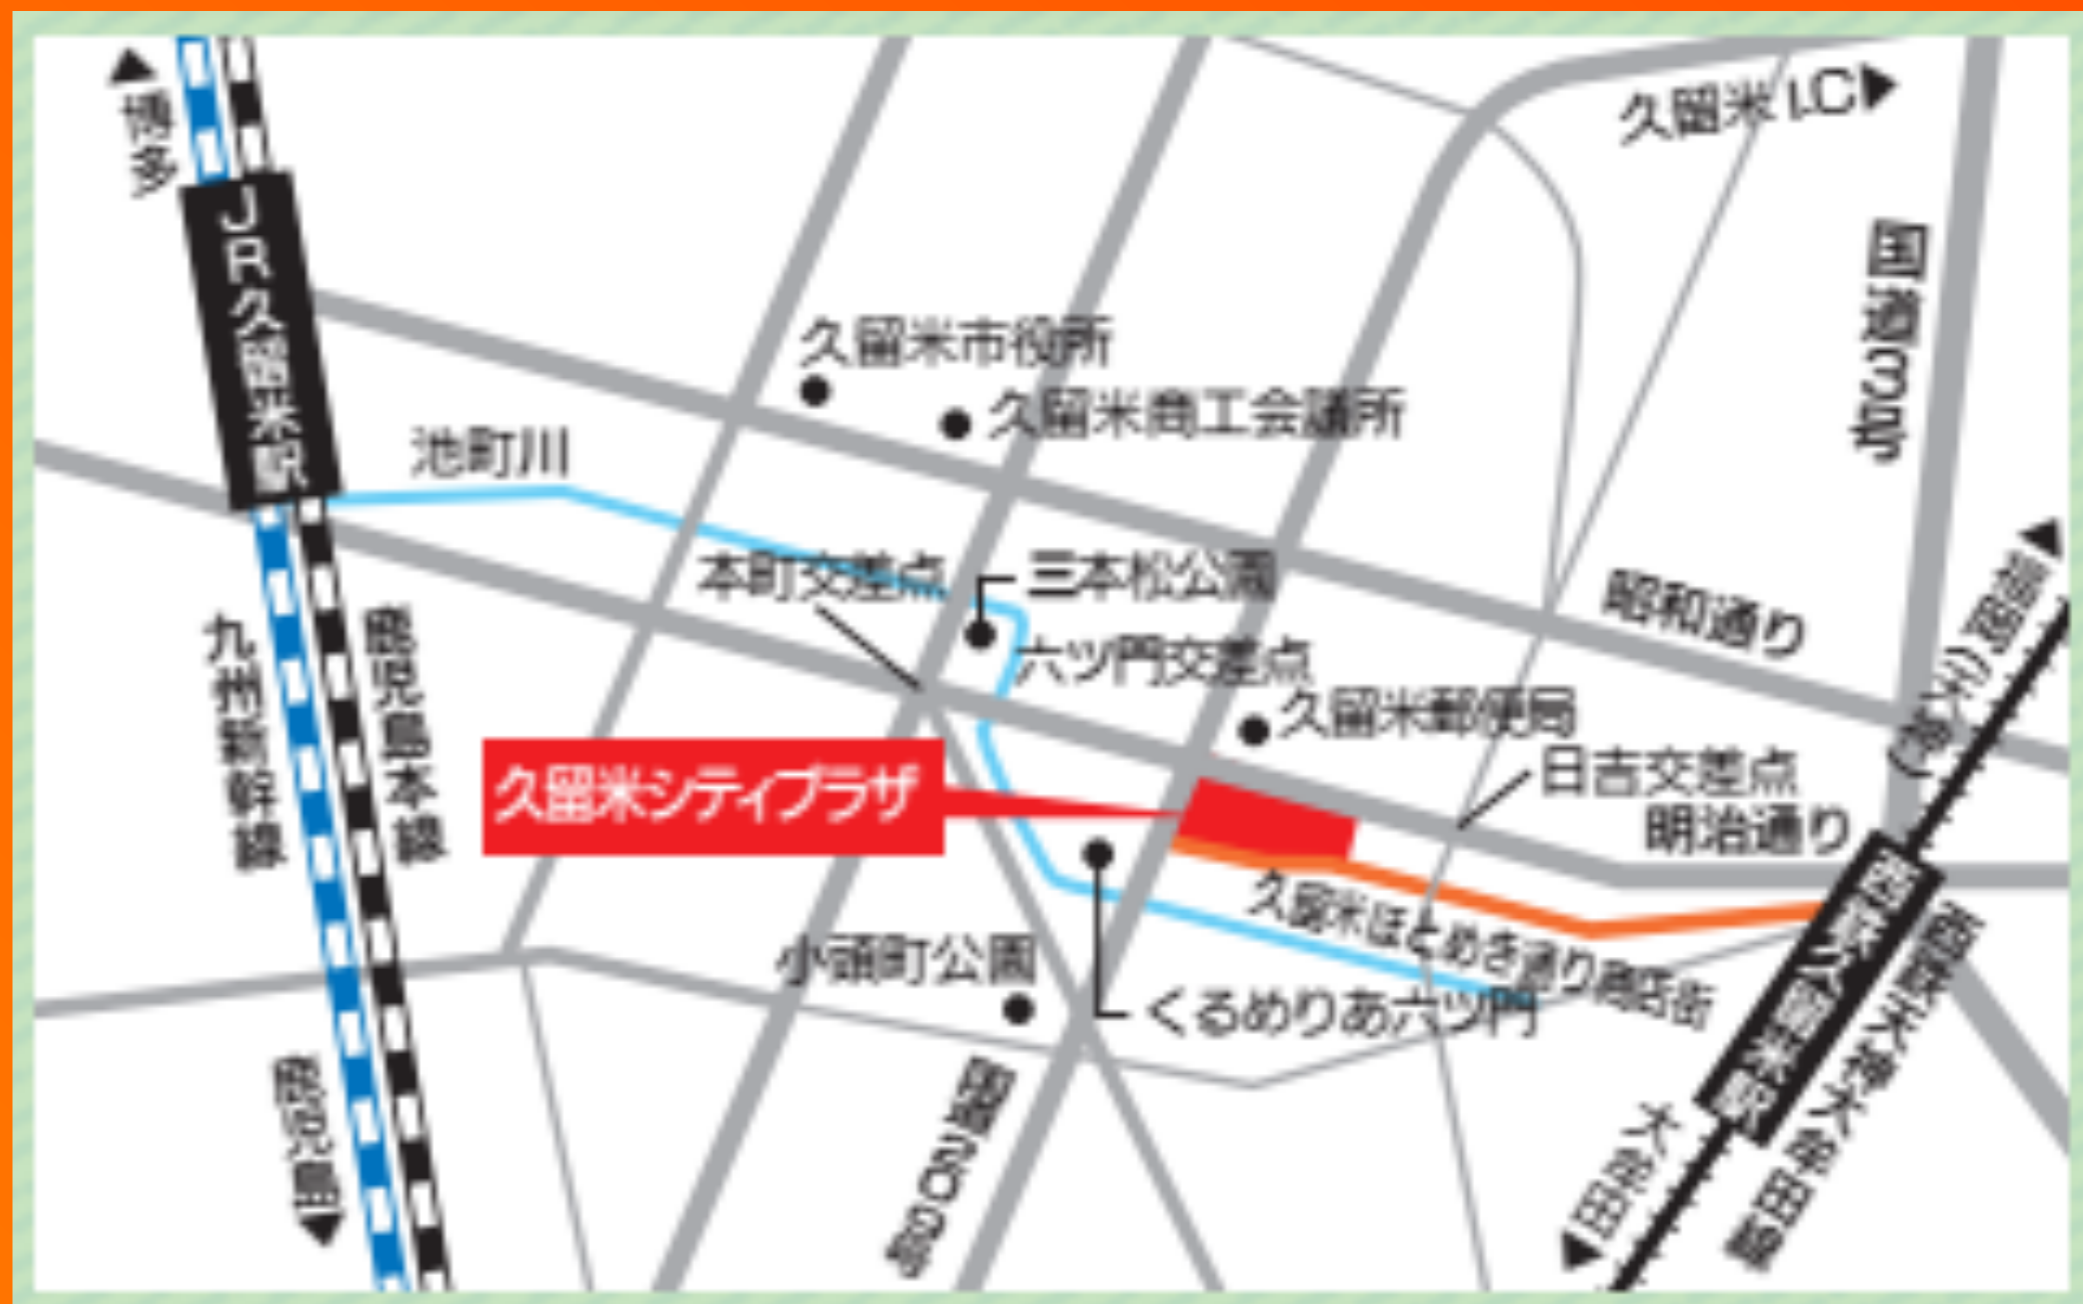 博多
久留米I.C
JR久留米駅
国道3号
久留米市役所
久留米商工会議所
池町川
本町交差点
三本松公園
六ツ門交差点
昭和通り
福岡(天神)
九州新幹線
鹿児島本線
久留米郵便局
久留米シティプラザ
日吉交差点
明治通り
西鉄久留米駅
久留米ほとめき通り商店街
西鉄天神大牟田線
小頭町公園
くるめりあ六ツ門
国道209号
鹿児島
大牟田